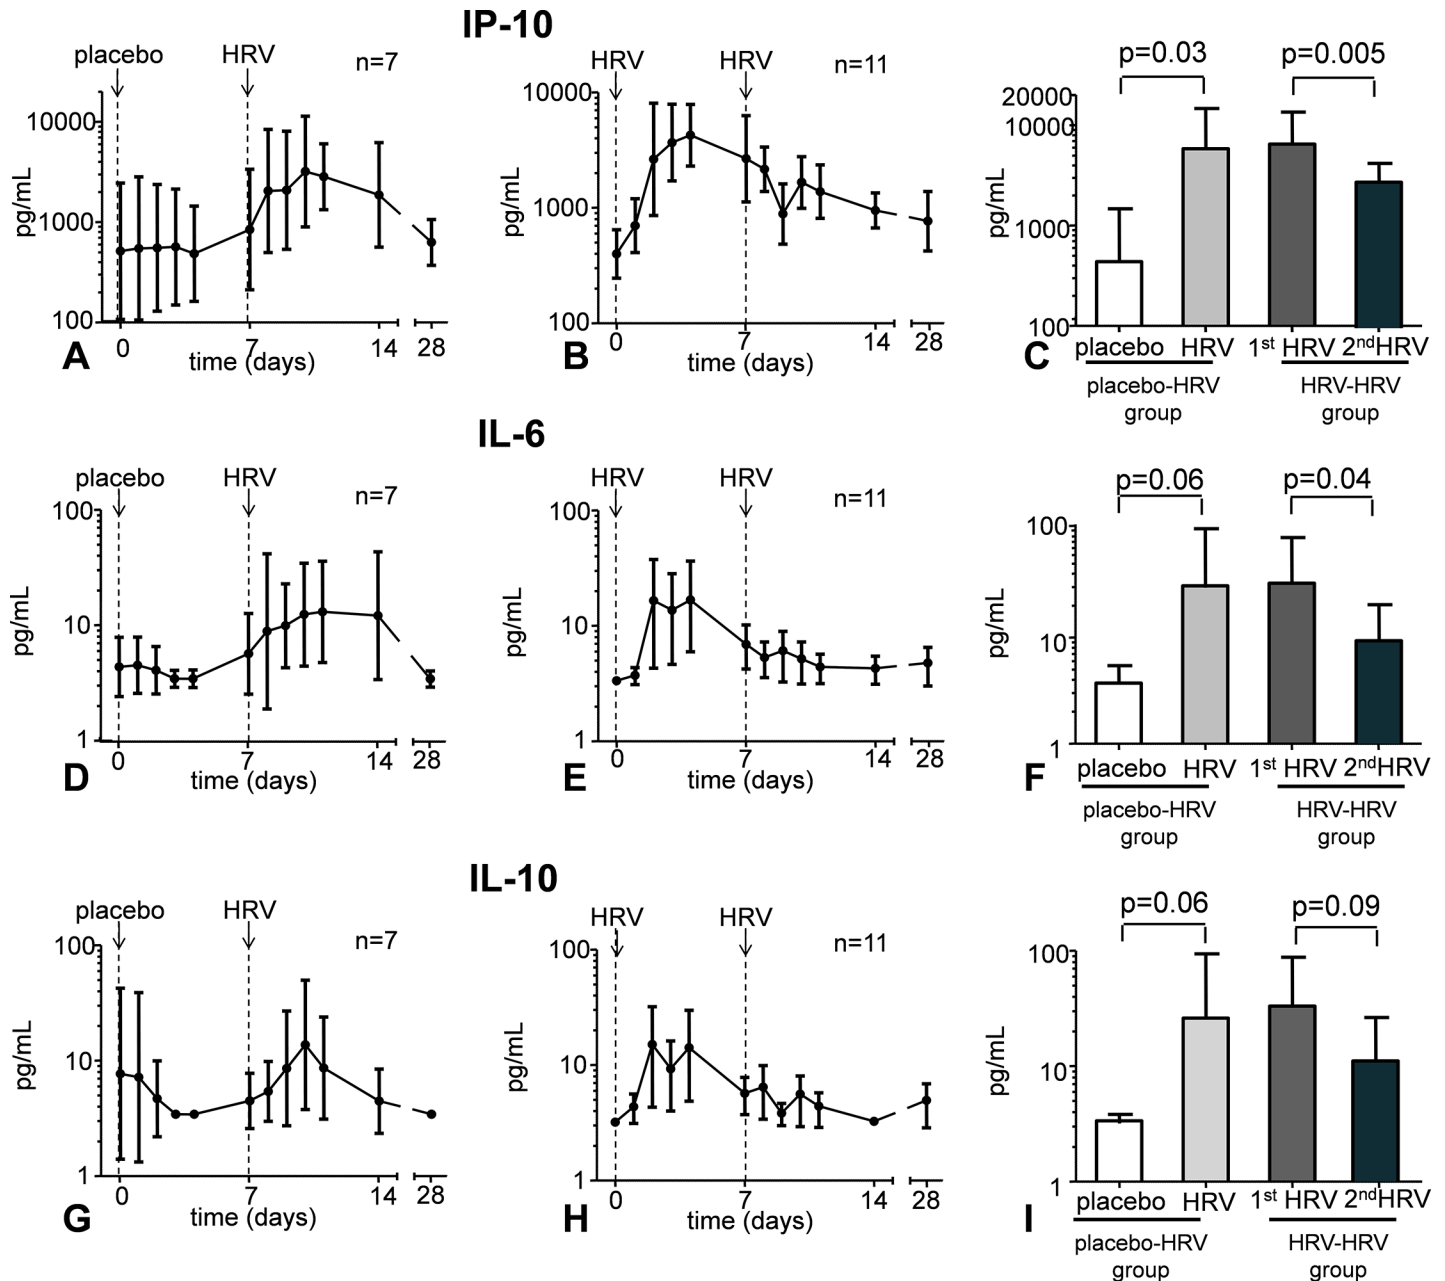 IP-10
placebo HRV n=7
HRV HRV n=11
p=0.03 p=0.005
pg/mL
10000
1000
100
0 7 14 28
time (days)
A
pg/mL
10000
1000
100
0 7 14 28
time (days)
B
pg/mL
20000
10000
1000
100
placebo HRV 1st HRV 2nd HRV
C
placebo-HRV group
HRV-HRV group
IL-6
placebo HRV n=7
HRV HRV n=11
p=0.06 p=0.04
pg/mL
100
10
1
0 7 14 28
time (days)
D
pg/mL
100
10
1
0 7 14 28
time (days)
E
pg/mL
100
10
1
placebo HRV 1st HRV 2nd HRV
F
placebo-HRV group
HRV-HRV group
IL-10
placebo HRV n=7
HRV HRV n=11
p=0.06 p=0.09
pg/mL
100
10
1
0 7 14 28
time (days)
G
pg/mL
100
10
1
0 7 14 28
time (days)
H
pg/mL
100
10
1
placebo HRV 1st HRV 2nd HRV
I
placebo-HRV group
HRV-HRV group